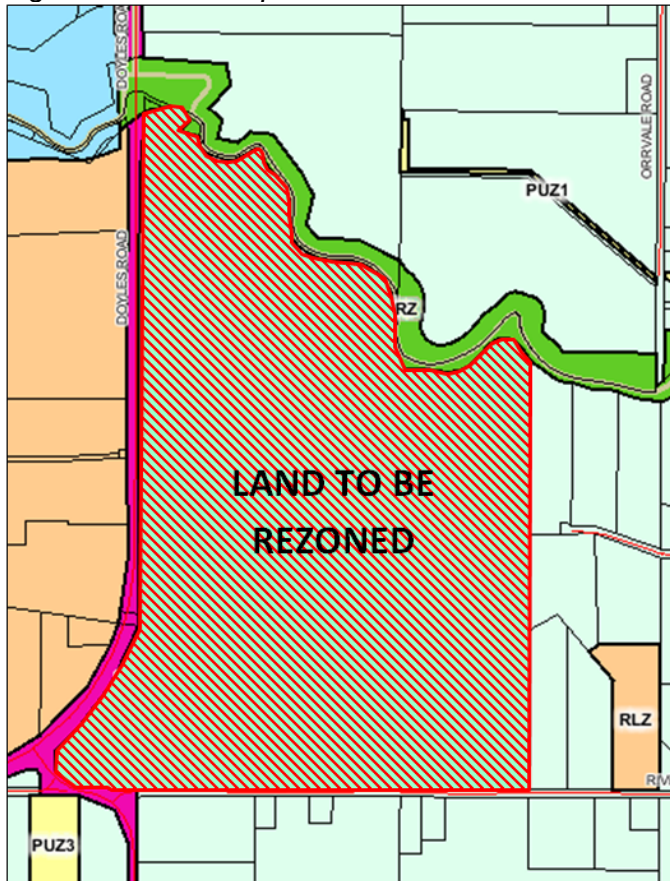 DOYLES ROAD
ORRVALE ROAD
PUZ1
DOYLES ROAD
RZ
LAND TO BE
REZONED
RLZ
PUZ3